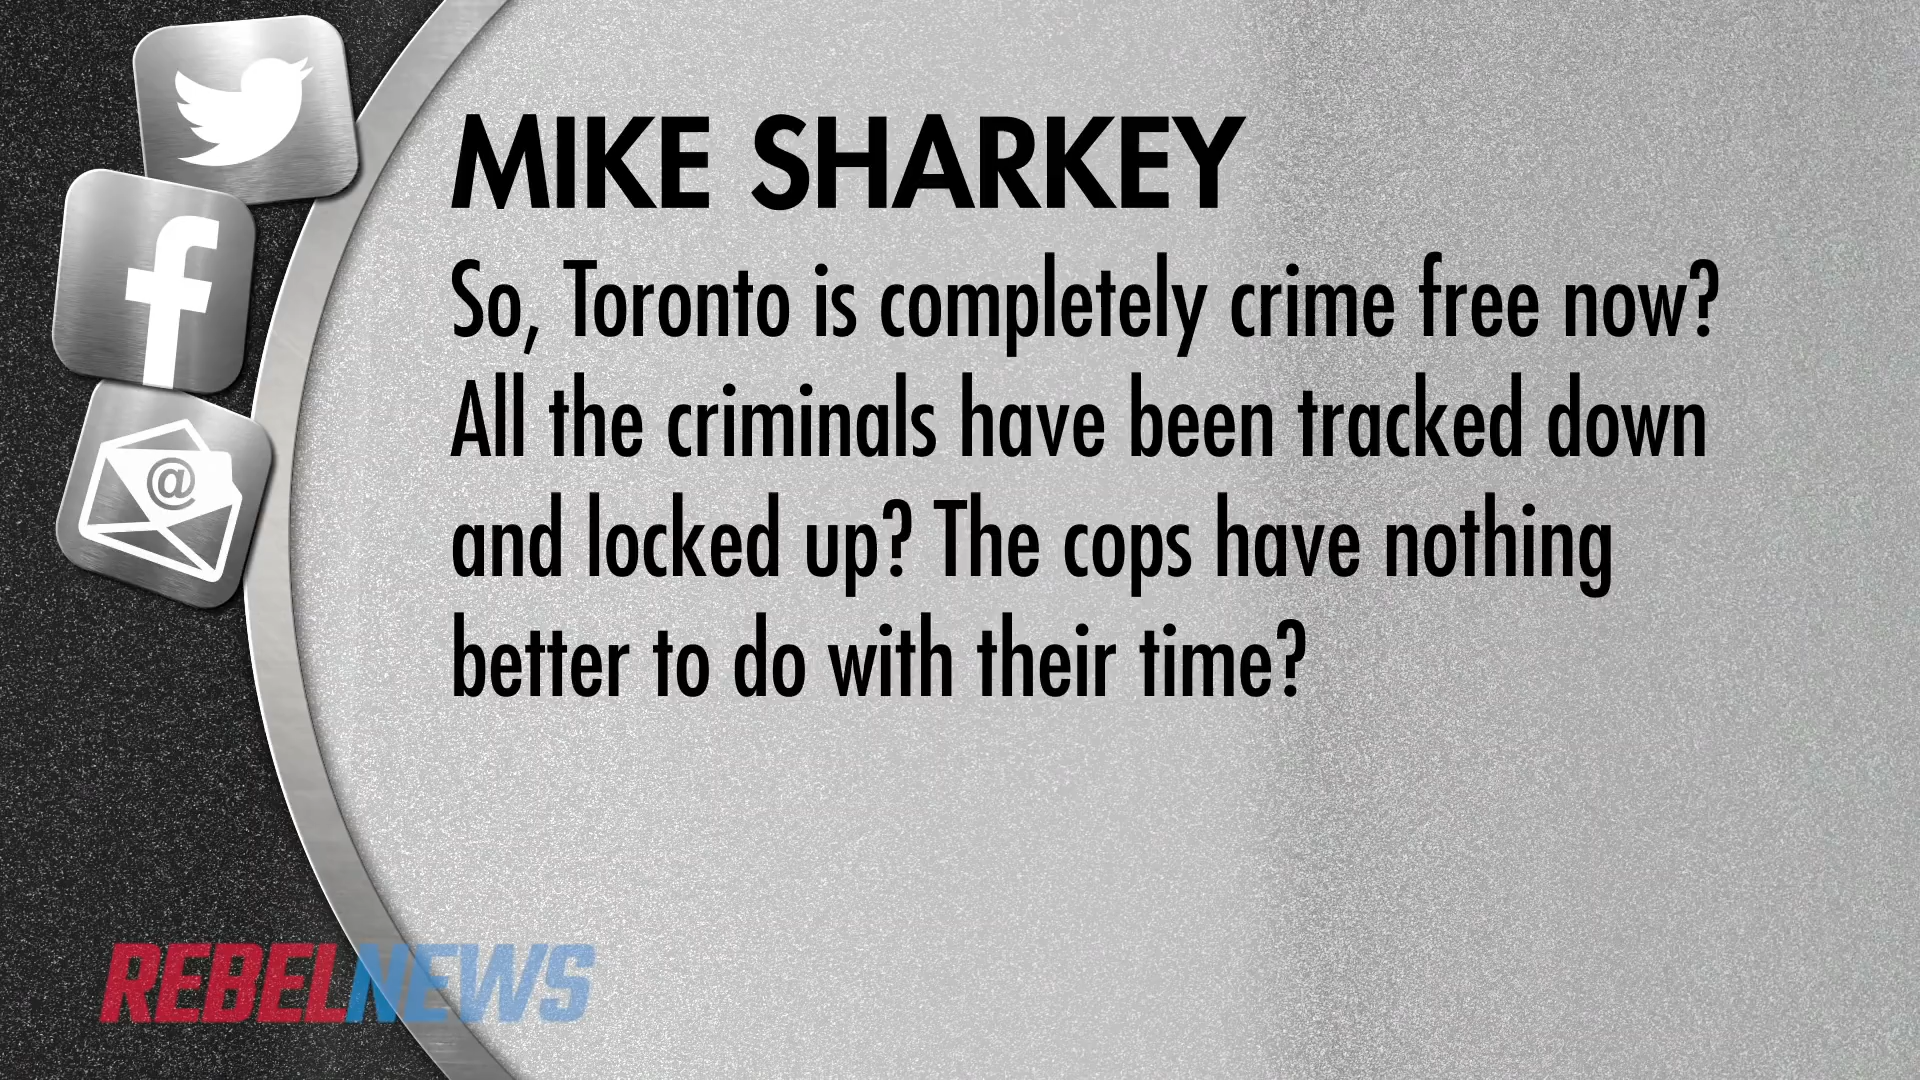 MIKE SHARKEY
So, Toronto is completely crime free now?
All the criminals have been tracked down
and locked up? The cops have nothing
better to do with their time?
@
REBELNEWS